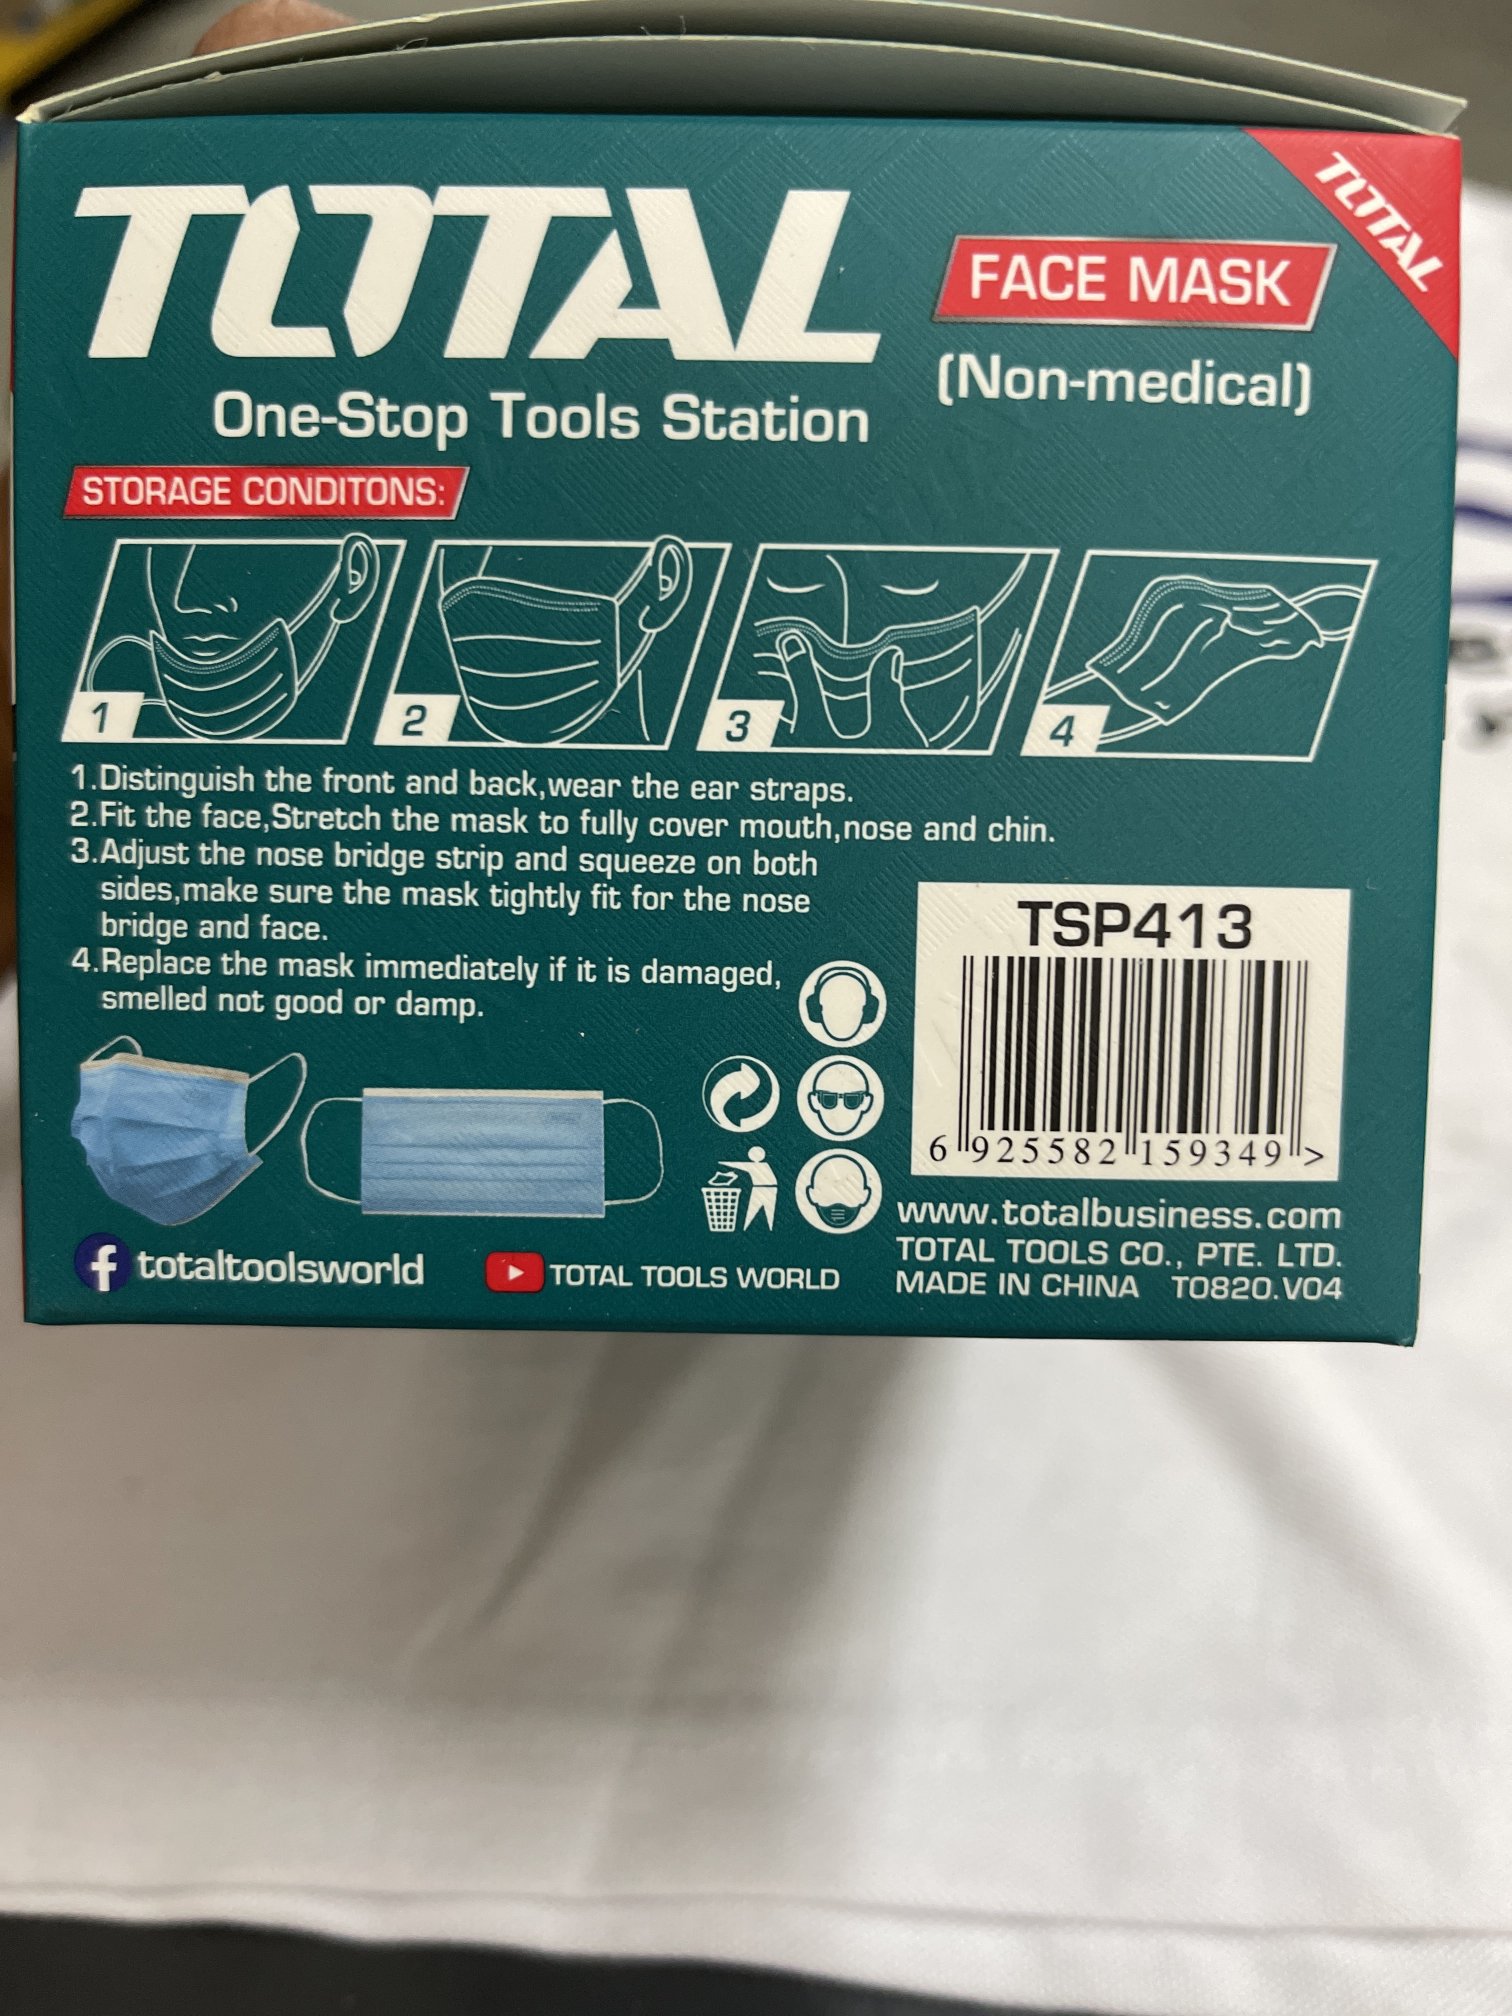 TOTAL
TOTAL
One-Stop Tools Station
FACE MASK
(Non-medical)
STORAGE CONDITONS:
1
2
3
4
1.Distinguish the front and back,wear the ear straps.
2.Fit the face,Stretch the mask to fully cover mouth,nose and chin.
3.Adjust the nose bridge strip and squeeze on both
sides,make sure the mask tightly fit for the nose
bridge and face.
4.Replace the mask immediately if it is damaged,
smelled not good or damp.
TSP413
6 925582 159349 >
www.totalbusiness.com
TOTAL TOOLS CO., PTE. LTD.
MADE IN CHINA T0820.V04
f totaltoolsworld
TOTAL TOOLS WORLD